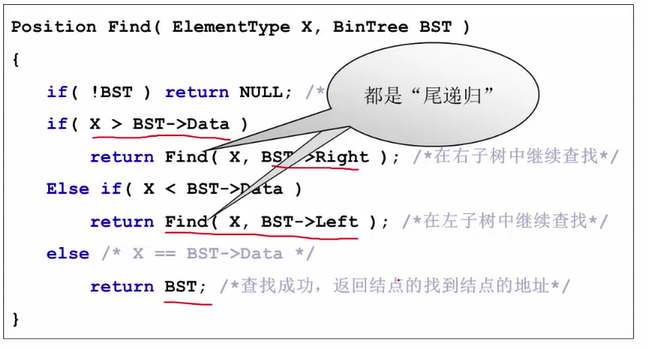 Position Find( ElementType X, BinTree BST )
{
if( !BST ) return NULL; /*
if( X > BST->Data )
return Find( X, BST->Right ); /*在右子树中继续查找*/
Else if( X < BST->Data )
return Find( X, BST->Left ); /*在左子树中继续查找*/
else /* X == BST->Data */
return BST; /*查找成功，返回结点的找到结点的地址*/
}
都是“尾递归”